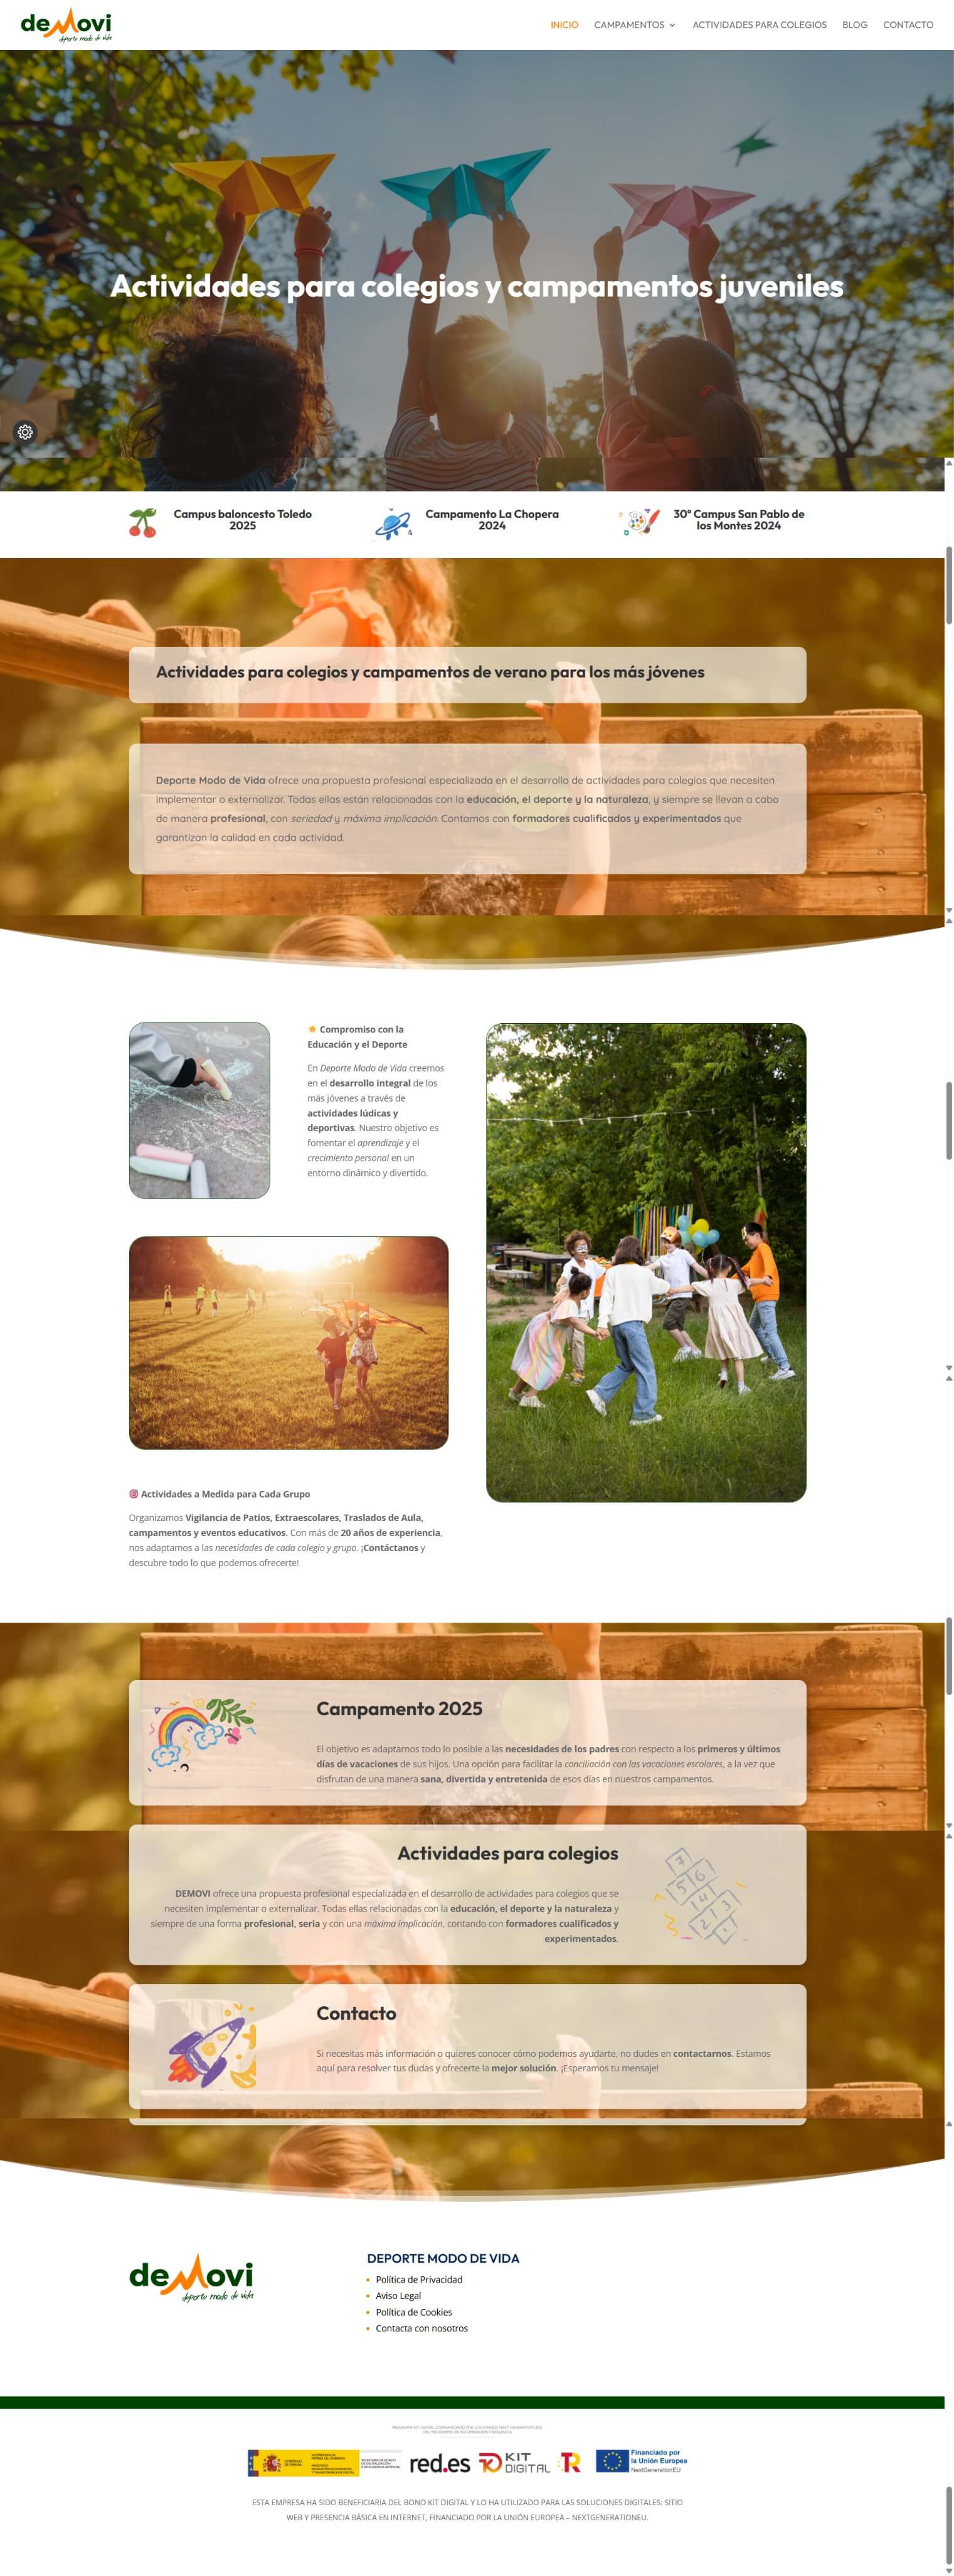 deMovi
deporte modo de vida
INICIO
CAMPAMENTOS
ACTIVIDADES PARA COLEGIOS
BLOG
CONTACTO
Actividades para colegios y campamentos juveniles
Campus baloncesto Toledo
2025
Campamento La Chopera
2024
30º Campus San Pablo de
los Montes 2024
Actividades para colegios y campamentos de verano para los más jóvenes
Deporte Modo de Vida ofrece una propuesta profesional especializada en el desarrollo de actividades para colegios que necesiten
implementar o externalizar. Todas ellas están relacionadas con la educación, el deporte y la naturaleza, y siempre se llevan a cabo
de manera profesional, con seriedad y máxima implicación. Contamos con formadores cualificados y experimentados que
garantizan la calidad en cada actividad.
Compromiso con la
Educación y el Deporte
En Deporte Modo de Vida creemos
en el desarrollo integral de los
más jóvenes a través de
actividades lúdicas y
deportivas. Nuestro objetivo es
fomentar el aprendizaje y el
crecimiento personal en un
entorno dinámico y divertido.
Actividades a Medida para Cada Grupo
Organizamos Vigilancia de Patios, Extraescolares, Traslados de Aula,
campamentos y eventos educativos. Con más de 20 años de experiencia,
nos adaptamos a las necesidades de cada colegio y grupo. ¡Contáctanos y
descubre todo lo que podemos ofrecerte!
Campamento 2025
El objetivo es adaptarnos todo lo posible a las necesidades de los padres con respecto a los primeros y últimos
días de vacaciones de sus hijos. Una opción para facilitar la conciliación con las vacaciones escolares, a la vez que
disfrutan de una manera sana, divertida y entretenida de esos días en nuestros campamentos.
Actividades para colegios
DEMOVI ofrece una propuesta profesional especializada en el desarrollo de actividades para colegios que se
necesiten implementar o externalizar. Todas ellas relacionadas con la educación, el deporte y la naturaleza y
siempre de una forma profesional, seria y con una máxima implicación, contando con formadores cualificados y
experimentados.
Contacto
Si necesitas más información o quieres conocer cómo podemos ayudarte, no dudes en contactarnos. Estamos
aquí para resolver tus dudas y ofrecerte la mejor solución. ¡Esperamos tu mensaje!
deMovi
deporte modo de vida
DEPORTE MODO DE VIDA
Política de Privacidad
Aviso Legal
Política de Cookies
Contacta con nosotros
red.es
KIT
DIGITAL
Financiado por
la Unión Europea
NextGenerationEU
ESTA EMPRESA HA SIDO BENEFICIARIA DEL BONO KIT DIGITAL Y LO HA UTILIZADO PARA LAS SOLUCIONES DIGITALES: SITIO
WEB Y PRESENCIA BÁSICA EN INTERNET, FINANCIADO POR LA UNIÓN EUROPEA – NEXTGENERATIONEU.